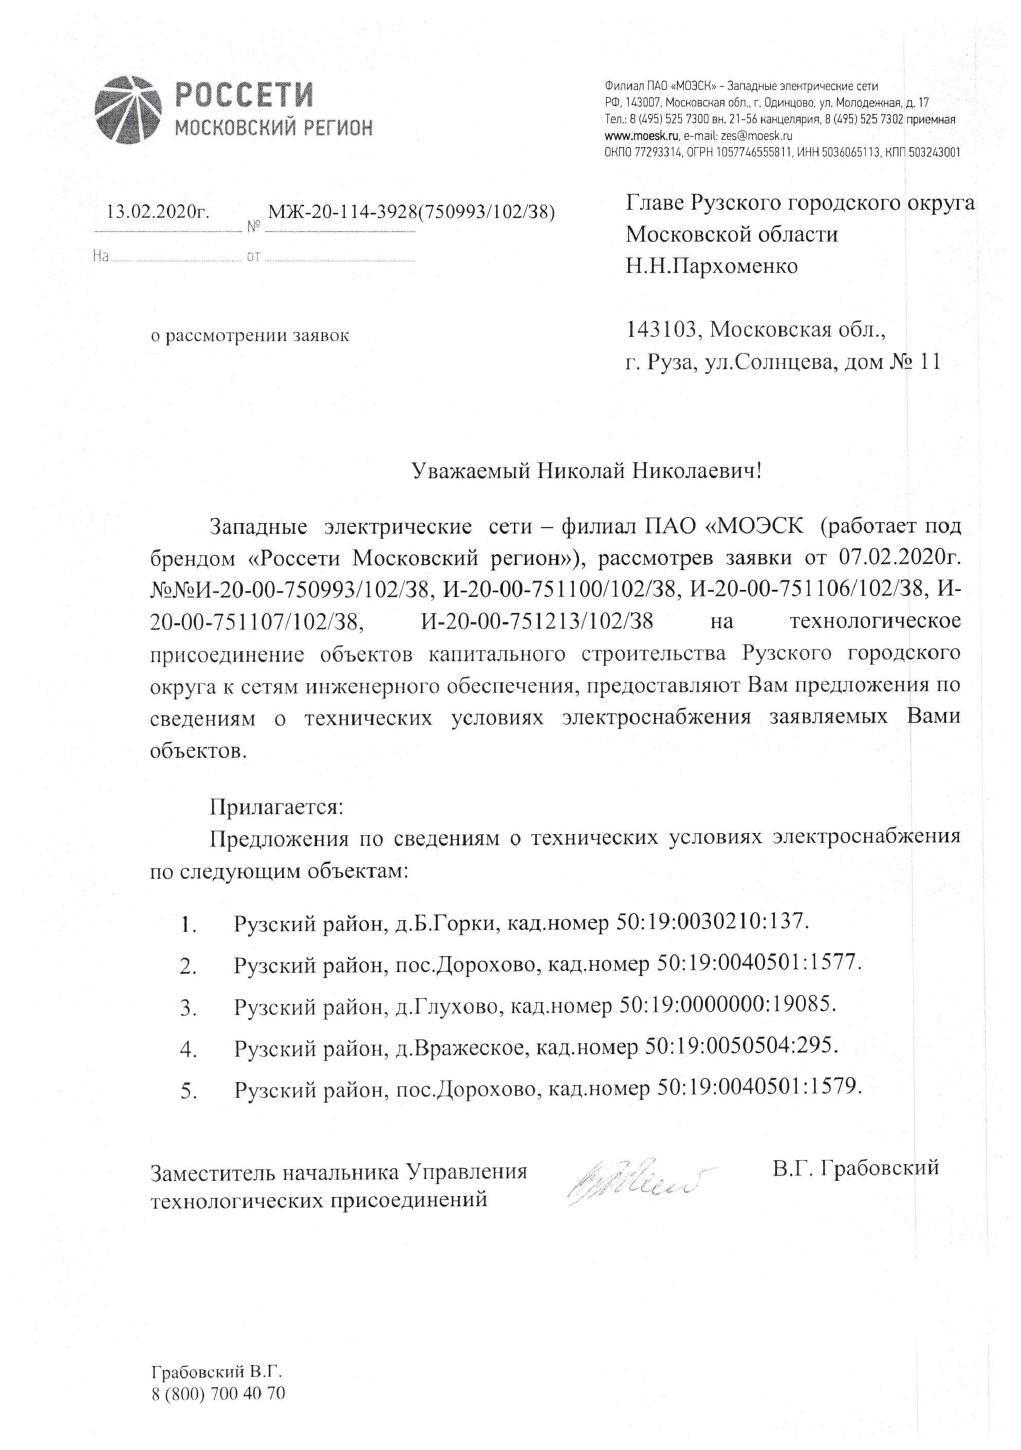 РОССЕТИ
МОСКОВСКИЙ РЕГИОН
Филиал ПАО «МОЭСК» - Западные электрические сети
РФ, 143007, Московская обл., г. Одинцово, ул. Молодежная, д. 17
Тел.: 8 (495) 525 7300 вн. 21-56 канцелярия, 8 (495) 525 7302 приемная
www.moesk.ru, e-mail: zes@moesk.ru
ОКПО 77293314, ОГРН 1057746555811, ИНН 5036065113, КПП 503243001
13.02.2020г. № МЖ-20-114-3928(750993/102/38)
На от
Главе Рузского городского округа
Московской области
Н.Н.Пархоменко
143103, Московская обл.,
г. Руза, ул.Солнцева, дом № 11
о рассмотрении заявок
Уважаемый Николай Николаевич!
Западные электрические сети – филиал ПАО «МОЭСК (работает под
брендом «Россети Московский регион»), рассмотрев заявки от 07.02.2020г.
№№И-20-00-750993/102/38, И-20-00-751100/102/38, И-20-00-751106/102/38, И-
20-00-751107/102/38, И-20-00-751213/102/38 на технологическое
присоединение объектов капитального строительства Рузского городского
округа к сетям инженерного обеспечения, предоставляют Вам предложения по
сведениям о технических условиях электроснабжения заявляемых Вами
объектов.
Прилагается:
Предложения по сведениям о технических условиях электроснабжения
по следующим объектам:
1. Рузский район, д.Б.Горки, кад.номер 50:19:0030210:137.
2. Рузский район, пос.Дорохово, кад.номер 50:19:0040501:1577.
3. Рузский район, д.Глухово, кад.номер 50:19:0000000:19085.
4. Рузский район, д.Вражеское, кад.номер 50:19:0050504:295.
5. Рузский район, пос.Дорохово, кад.номер 50:19:0040501:1579.
Заместитель начальника Управления
технологических присоединений
В.Г. Грабовский
Грабовский В.Г.
8 (800) 700 40 70